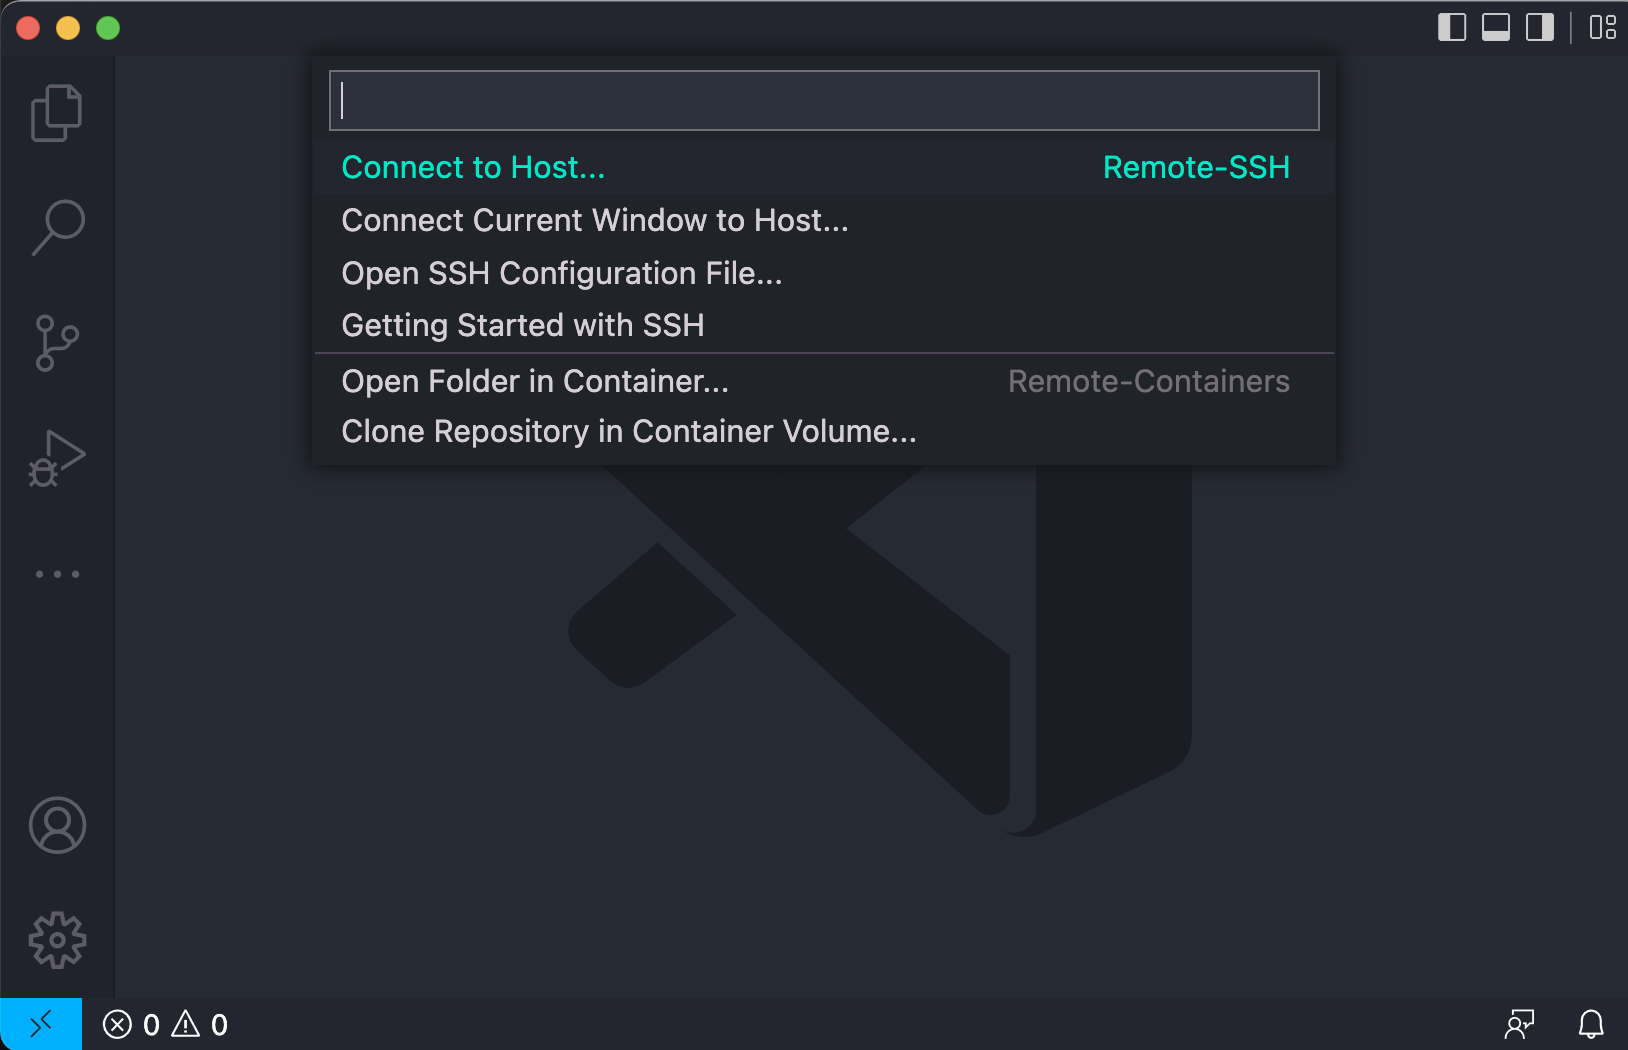 Connect to Host... Remote-SSH
Connect Current Window to Host...
Open SSH Configuration File...
Getting Started with SSH
Open Folder in Container... Remote-Containers
Clone Repository in Container Volume...
0 0